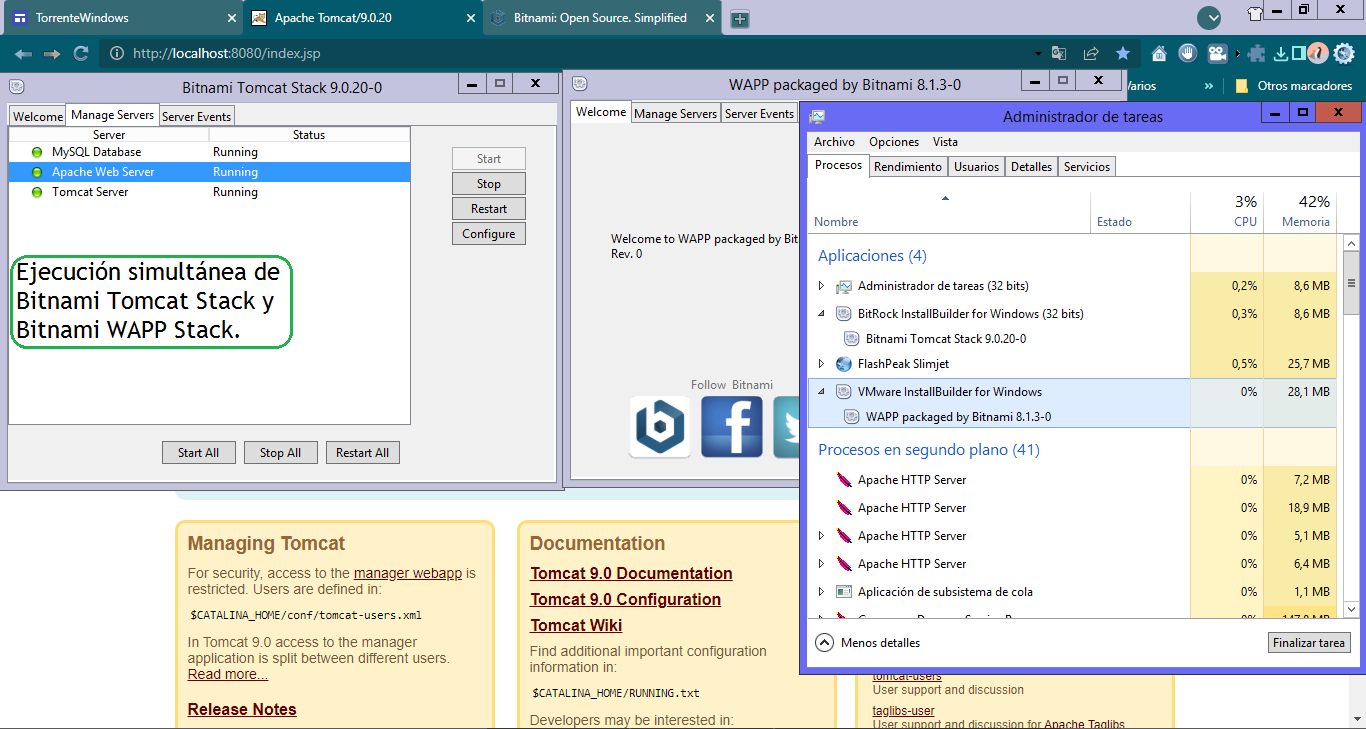 TorrenteWindows
Apache Tomcat/9.0.20
Bitnami: Open Source. Simplified
http://localhost:8080/index.jsp
Varios
»
Otros marcadores
Bitnami Tomcat Stack 9.0.20-0
Welcome
Manage Servers
Server Events
Server
Status
MySQL Database
Running
Apache Web Server
Running
Tomcat Server
Running
Start
Stop
Restart
Configure
Ejecución simultánea de
Bitnami Tomcat Stack y
Bitnami WAPP Stack.
Start All
Stop All
Restart All
WAPP packaged by Bitnami 8.1.3-0
Welcome
Manage Servers
Server Events
Welcome to WAPP packaged by Bit
Rev. 0
Follow Bitnami
Administrador de tareas
Archivo
Opciones
Vista
Procesos
Rendimiento
Usuarios
Detalles
Servicios
3%
42%
Nombre
Estado
CPU
Memoria
Aplicaciones (4)
Administrador de tareas (32 bits)
0,2%
8,6 MB
BitRock InstallBuilder for Windows (32 bits)
0,3%
8,6 MB
Bitnami Tomcat Stack 9.0.20-0
FlashPeak Slimjet
0,5%
25,7 MB
VMware InstallBuilder for Windows
0%
28,1 MB
WAPP packaged by Bitnami 8.1.3-0
Procesos en segundo plano (41)
Apache HTTP Server
0%
7,2 MB
Apache HTTP Server
0%
18,9 MB
Apache HTTP Server
0%
5,1 MB
Apache HTTP Server
0%
6,4 MB
Aplicación de subsistema de cola
0%
1,1 MB
0%
147,8 MB
Menos detalles
Finalizar tarea
Managing Tomcat
For security, access to the manager webapp is
restricted. Users are defined in:
$CATALINA_HOME/conf/tomcat-users.xml
In Tomcat 9.0 access to the manager
application is split between different users.
Read more...
Release Notes
Documentation
Tomcat 9.0 Documentation
Tomcat 9.0 Configuration
Tomcat Wiki
Find additional important configuration
information in:
$CATALINA_HOME/RUNNING.txt
Developers may be interested in:
tomcat-users
User support and discussion
taglibs-user
User support and discussion for Apache Taglibs